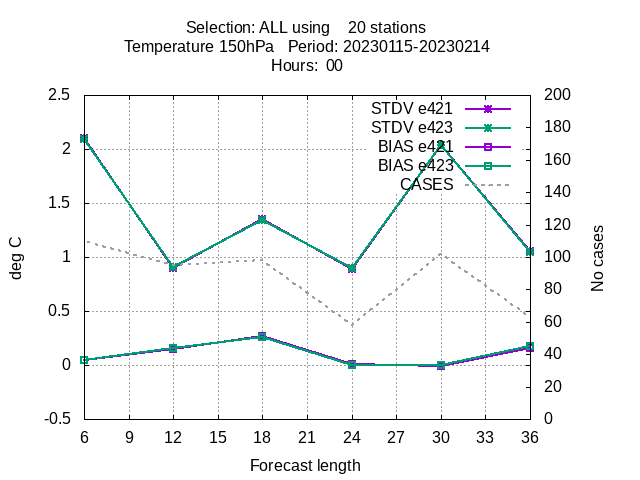 Selection: ALL using    20 stations
Temperature 150hPa   Period: 20230115-20230214
Hours:  00
2.5
2
1.5
1
0.5
0
-0.5
deg C
STDV e421
STDV e423
BIAS e421
BIAS e423
CASES
200
180
160
140
120
100
80
60
40
20
0
No cases
6 9 12 15 18 21 24 27 30 33 36
Forecast length